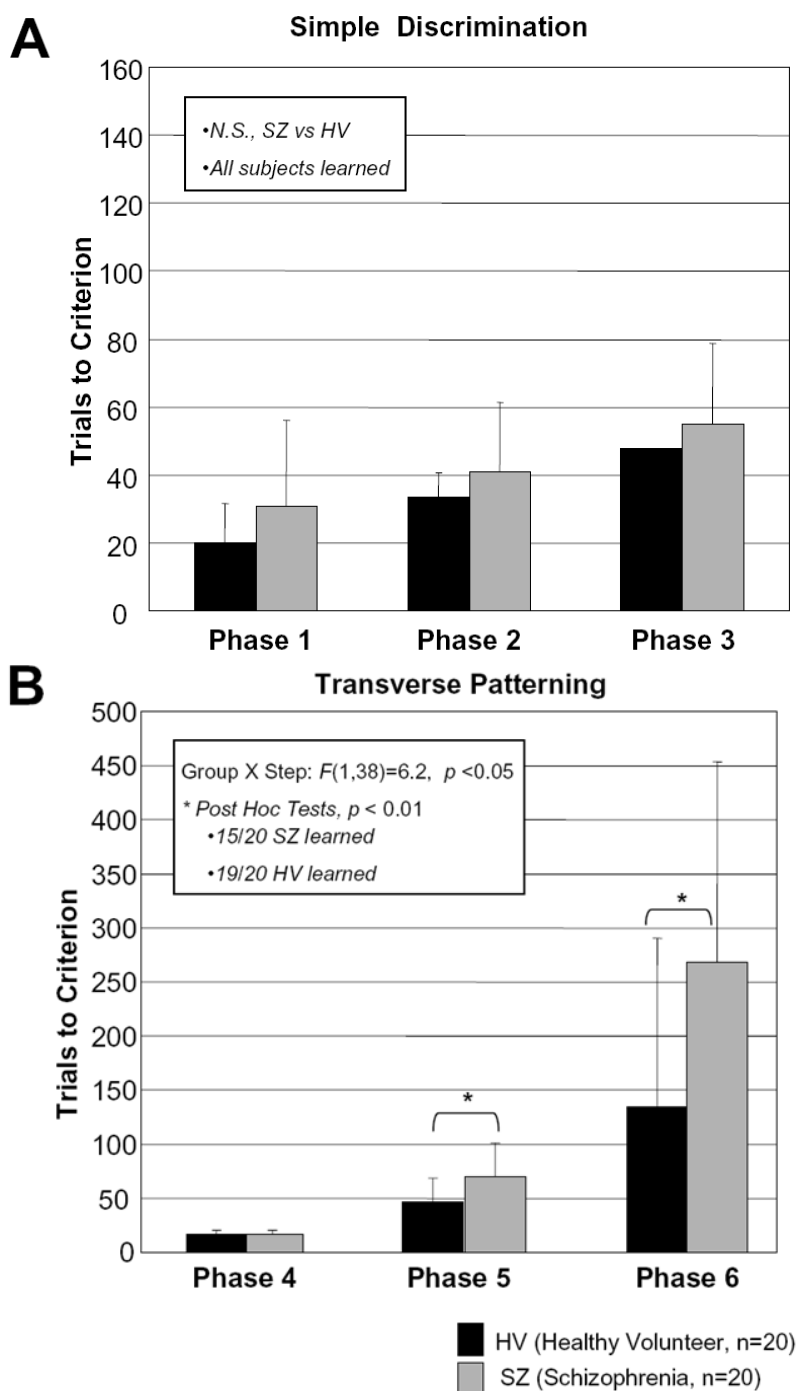 A
Simple Discrimination
Trials to Criterion
160
140
120
100
80
60
40
20
0
•N.S., SZ vs HV
•All subjects learned
Phase 1
Phase 2
Phase 3
B
Transverse Patterning
Trials to Criterion
500
450
400
350
300
250
200
150
100
50
0
Group X Step: F(1,38)=6.2, p <0.05
* Post Hoc Tests, p < 0.01
•15/20 SZ learned
•19/20 HV learned
*
*
Phase 4
Phase 5
Phase 6
HV (Healthy Volunteer, n=20)
SZ (Schizophrenia, n=20)